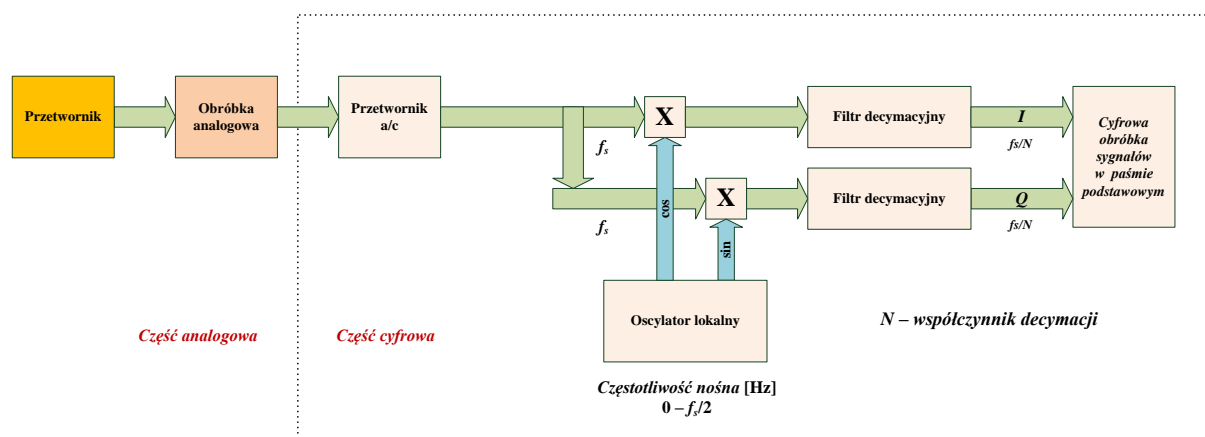 Przetwornik
Obróbka
analogowa
Przetwornik
a/c
X
Filtr decymacyjny
I
fs/N
Cyfrowa
obróbka
sygnałów
w paśmie
podstawowym
fs
X
Filtr decymacyjny
Q
fs/N
fs
cos
sin
Oscylator lokalny
Część analogowa
Część cyfrowa
N – współczynnik decymacji
Częstotliwość nośna [Hz]
0 – fs/2